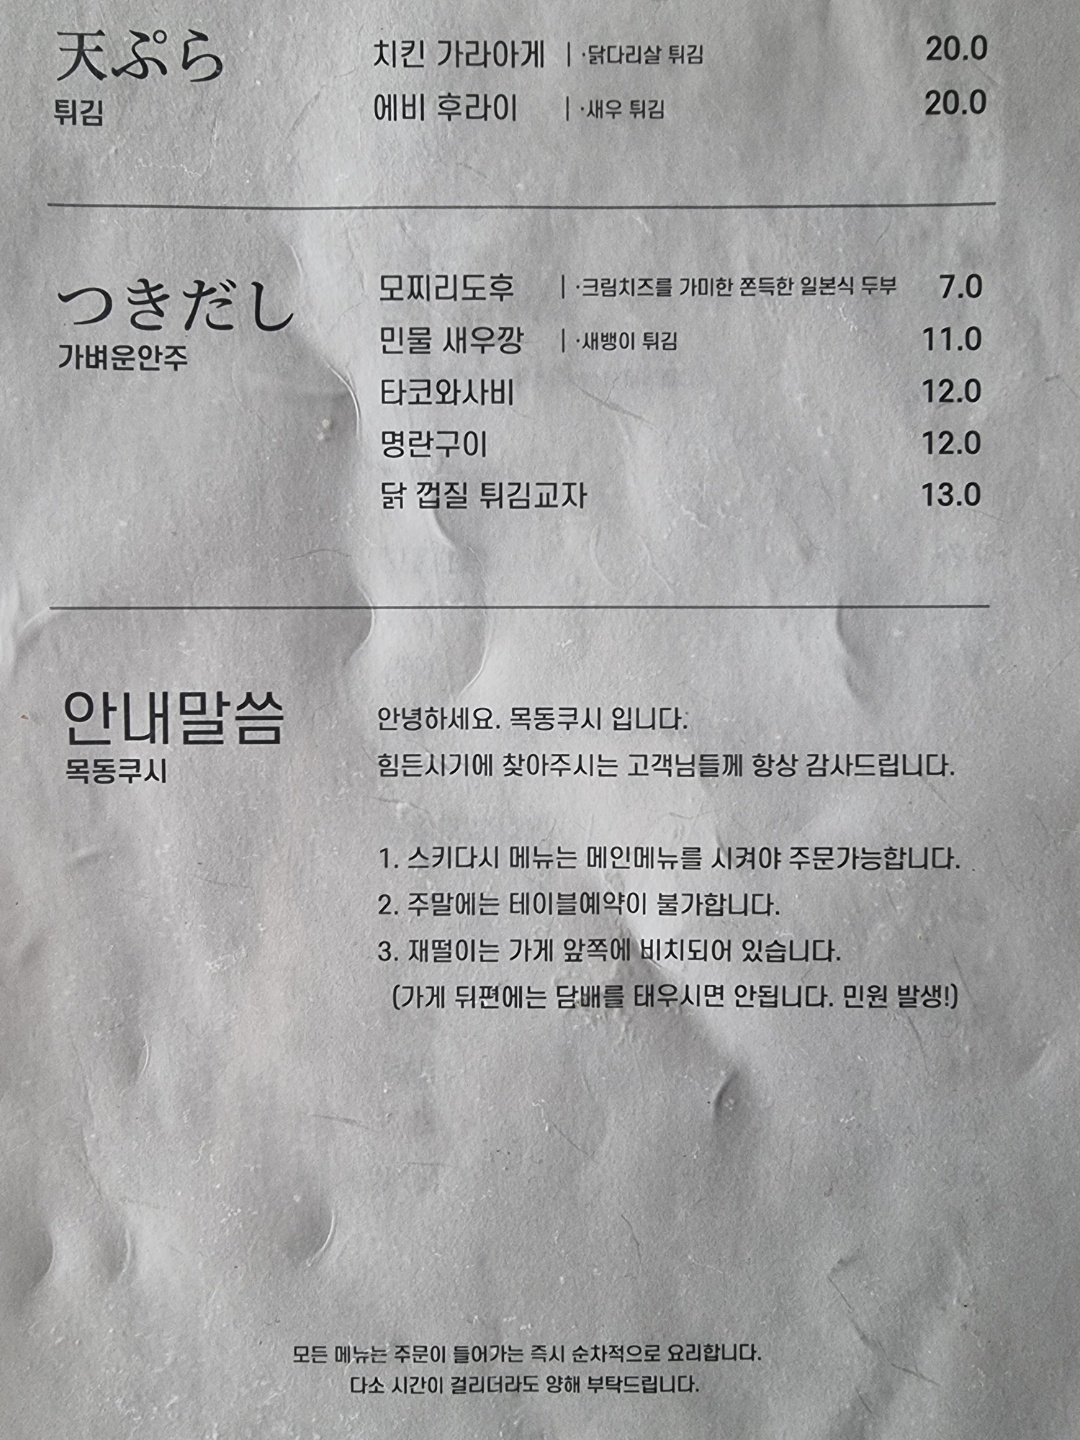 天ぷら
튀김
치킨 가라아게 | ·닭다리살 튀김 20.0
에비 후라이 | ·새우 튀김 20.0
つきだし
가벼운안주
모찌리도후 | ·크림치즈를 가미한 쫀득한 일본식 두부 7.0
민물 새우깡 | ·새뱅이 튀김 11.0
타코와사비 12.0
명란구이 12.0
닭 껍질 튀김교자 13.0
안내말씀
목동쿠시
안녕하세요. 목동쿠시 입니다.
힘든시기에 찾아주시는 고객님들께 항상 감사드립니다.
1. 스키다시 메뉴는 메인메뉴를 시켜야 주문가능합니다.
2. 주말에는 테이블예약이 불가합니다.
3. 재떨이는 가게 앞쪽에 비치되어 있습니다.
(가게 뒤편에는 담배를 태우시면 안됩니다. 민원 발생!)
모든 메뉴는 주문이 들어가는 즉시 순차적으로 요리합니다.
다소 시간이 걸리더라도 양해 부탁드립니다.